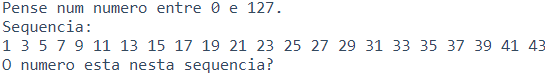 Pense num numero entre 0 e 127.
Sequencia:
1 3 5 7 9 11 13 15 17 19 21 23 25 27 29 31 33 35 37 39 41 43
O numero esta nesta sequencia?